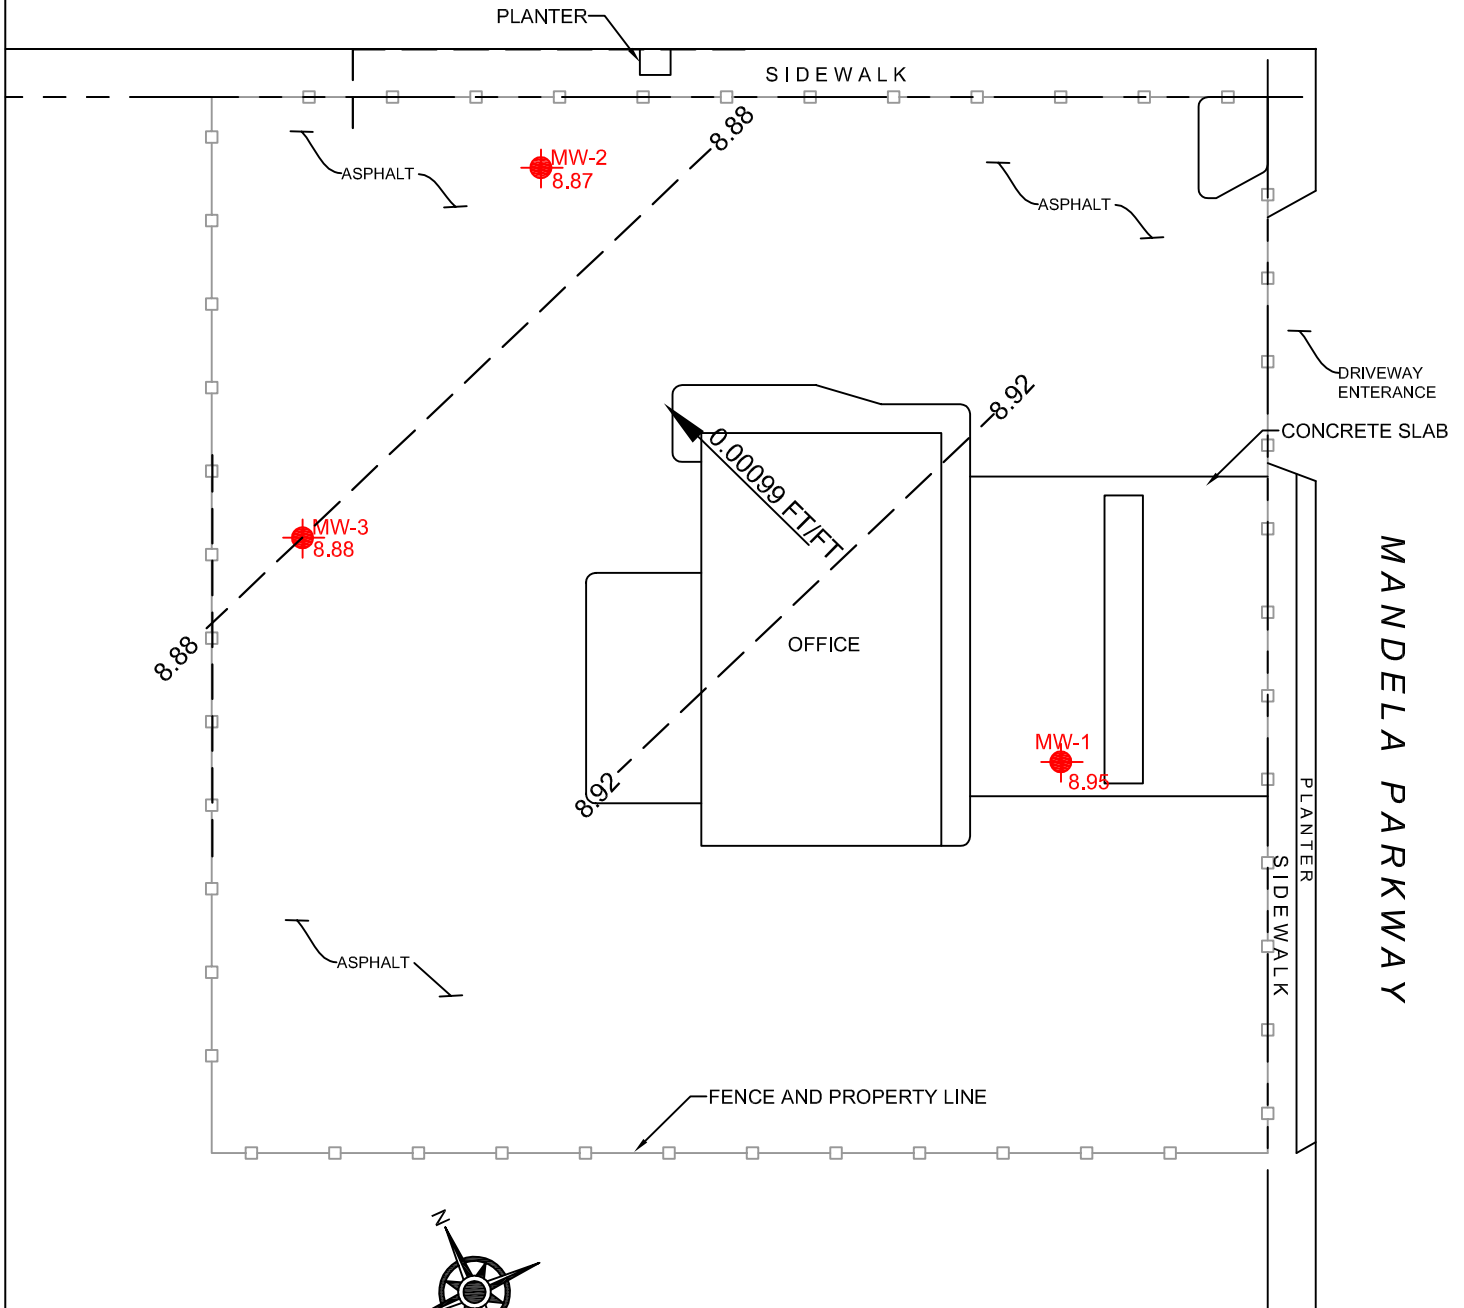 PLANTER
SIDEWALK
8.88
MW-2
8.87
ASPHALT
ASPHALT
DRIVEWAY
ENTERANCE
8.92
CONCRETE SLAB
0.00099 FT/FT
MW-3
8.88
8.88
OFFICE
MANDELA PARKWAY
MW-1
8.95
8.92
PLANTER
SIDEWALK
ASPHALT
FENCE AND PROPERTY LINE
N